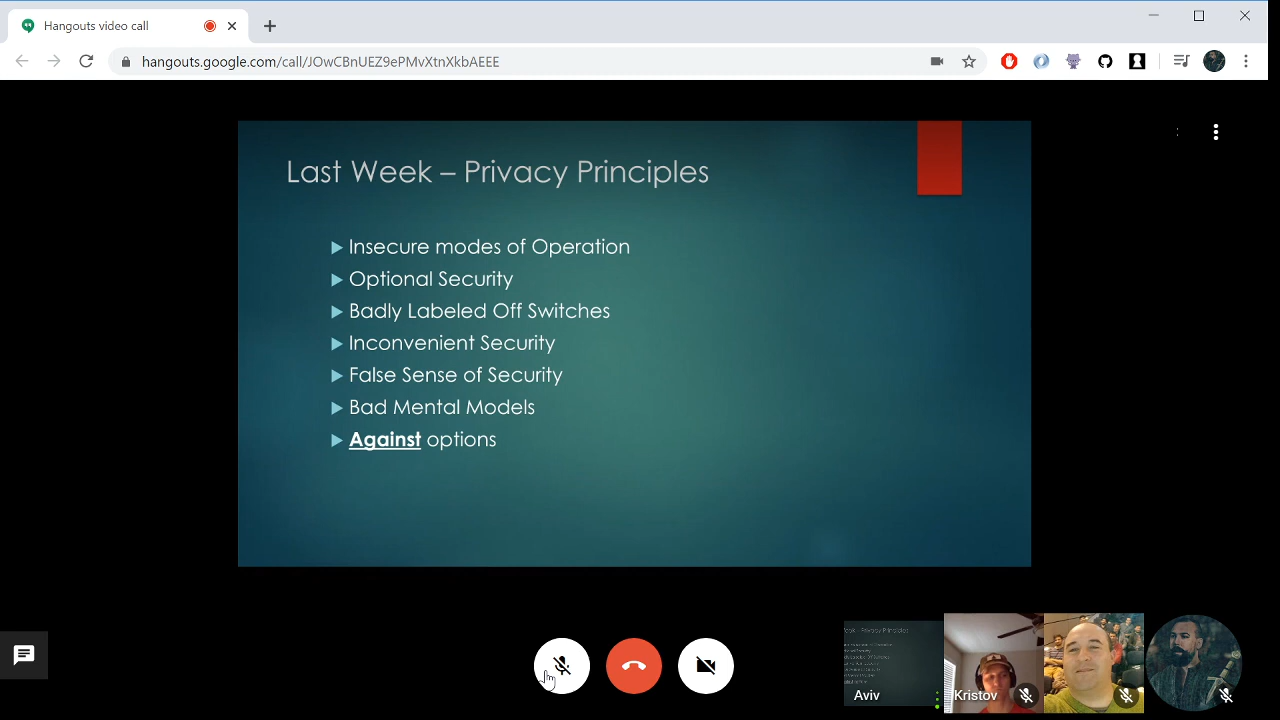 Hangouts video call
hangouts.google.com/call/JOwCBnUEZ9ePMvXtnXkbAEEE
Last Week – Privacy Principles
Insecure modes of Operation
Optional Security
Badly Labeled Off Switches
Inconvenient Security
False Sense of Security
Bad Mental Models
Against options
Aviv
Kristov